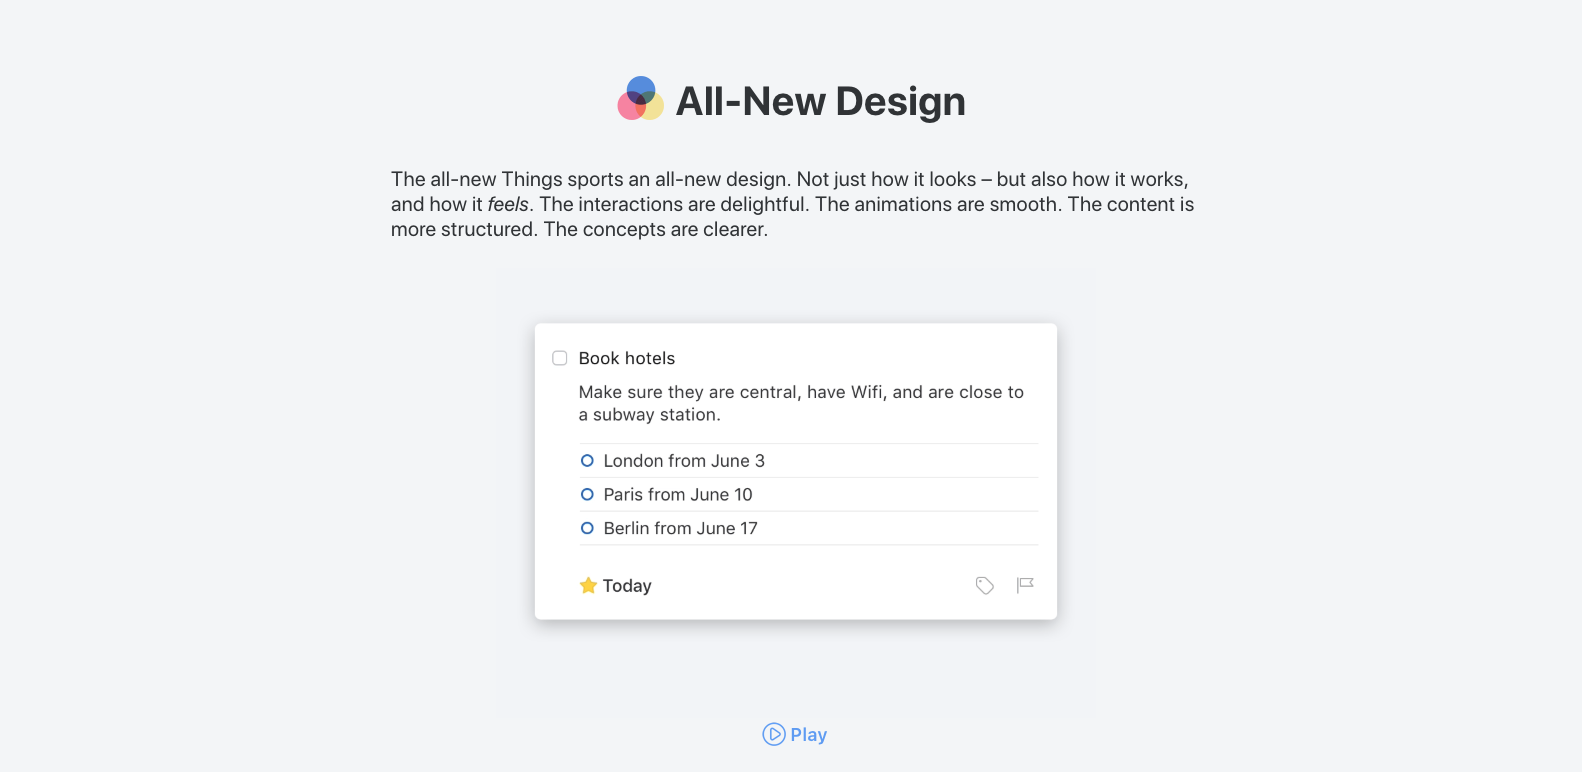 All-New Design
The all-new Things sports an all-new design. Not just how it looks – but also how it works,
and how it feels. The interactions are delightful. The animations are smooth. The content is
more structured. The concepts are clearer.
Book hotels
Make sure they are central, have Wifi, and are close to
a subway station.
London from June 3
Paris from June 10
Berlin from June 17
Today
Play